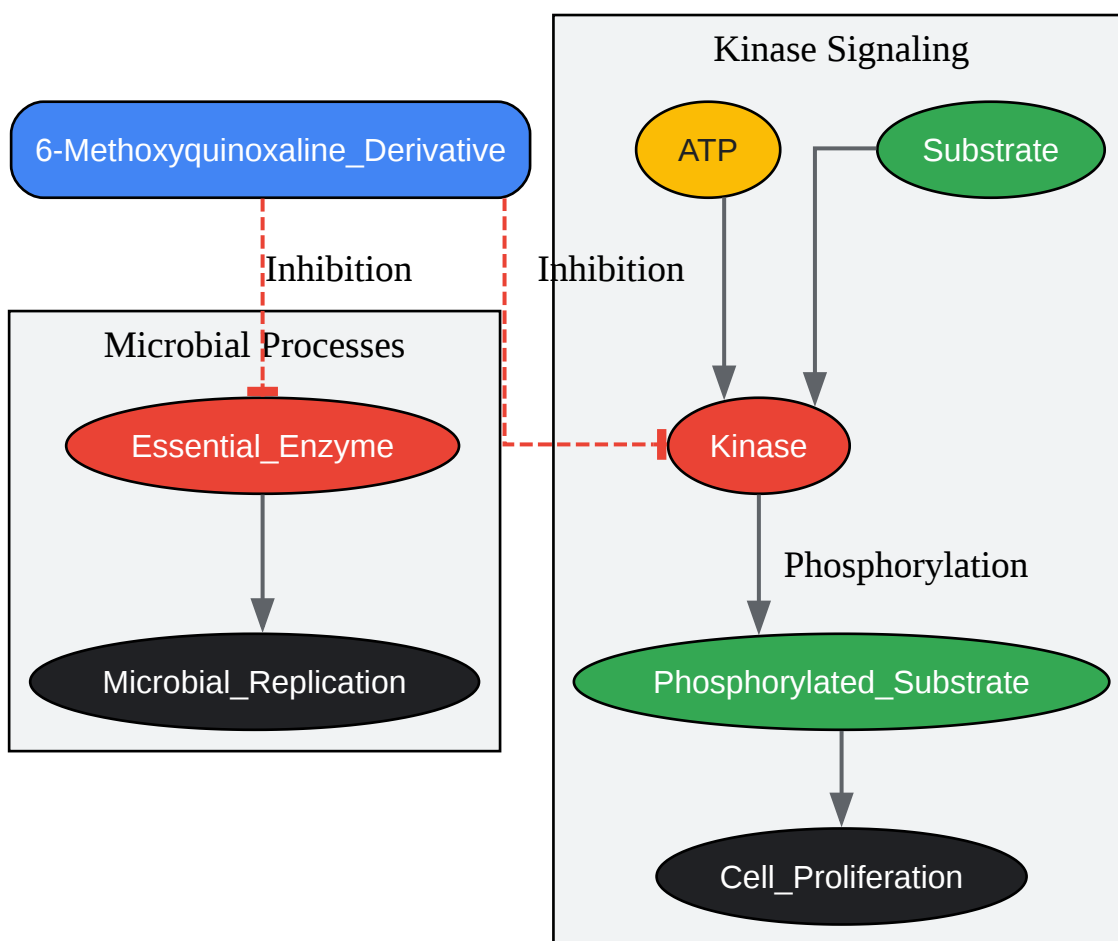 Kinase Signaling
6-Methoxyquinoxaline_Derivative
ATP
Substrate
Inhibition
Inhibition
Microbial Processes
Essential_Enzyme
Kinase
Phosphorylation
Microbial_Replication
Phosphorylated_Substrate
Cell_Proliferation